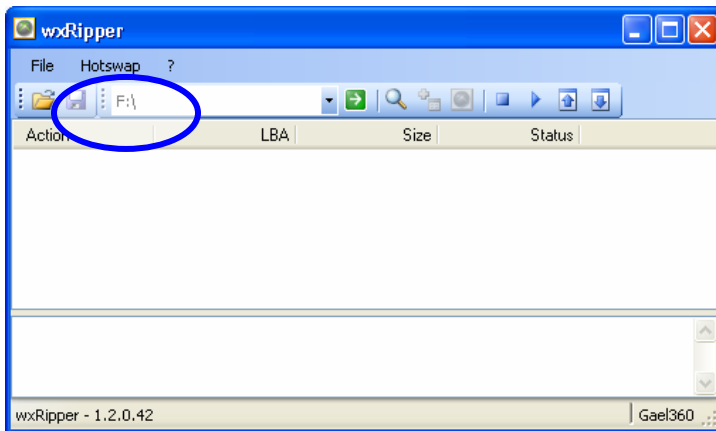 wxRipper
File Hotswap ?
F:\
Action LBA Size Status
wxRipper - 1.2.0.42 Gael360